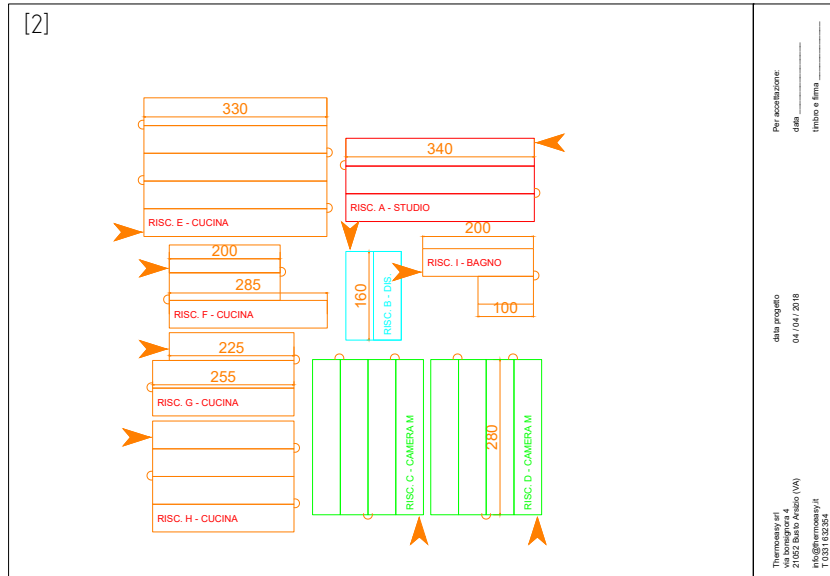 [2]
330
RISC. E - CUCINA
340
RISC. A - STUDIO
200
285
RISC. F - CUCINA
160
RISC. B - DIS.
200
RISC. I - BAGNO
100
225
255
RISC. G - CUCINA
RISC. H - CUCINA
RISC. C - CAMERA M
280
RISC. D - CAMERA M
Per accettazione:
data
timbro e firma
data progetto
04 / 04 / 2018
Thermoeasy srl
via bonsignora 4
21052 Busto Arsizio (VA)
info@thermoeasy.it
T 0331 632354